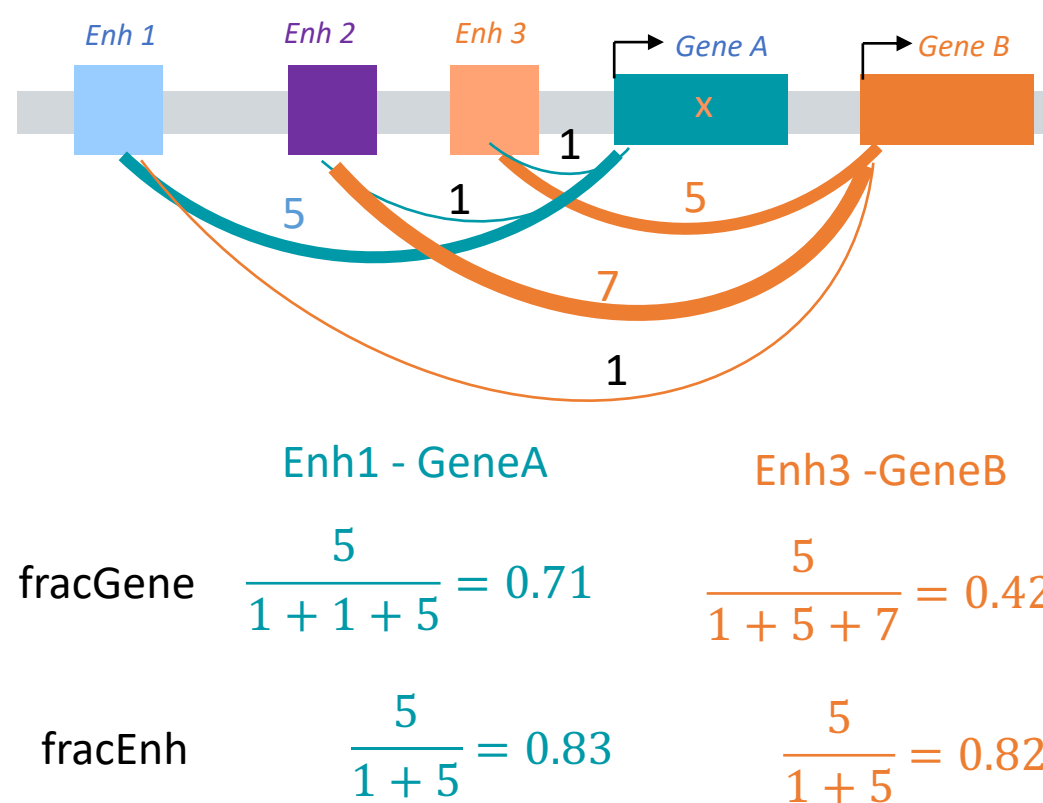 Enh 1 Enh 2 Enh 3 Gene A Gene B
x
1
5 1 5
7
1
Enh1 - GeneA Enh3 -GeneB
fracGene 5/(1 + 1 + 5) = 0.71 5/(1 + 5 + 7) = 0.42
fracEnh 5/(1 + 5) = 0.83 5/(1 + 5) = 0.82